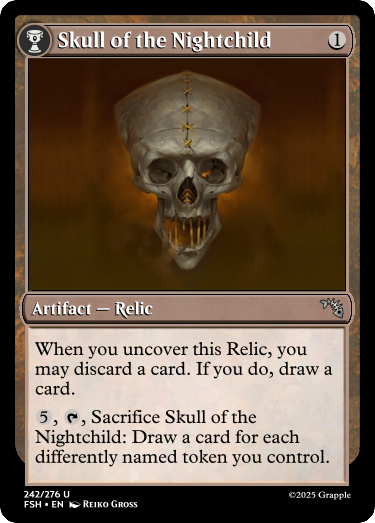 Skull of the Nightchild 1
Artifact — Relic
When you uncover this Relic, you
may discard a card. If you do, draw a
card.
5, , Sacrifice Skull of the
Nightchild: Draw a card for each
differently named token you control.
242/276 U
FSH • EN Reiko Gross
©2025 Grapple